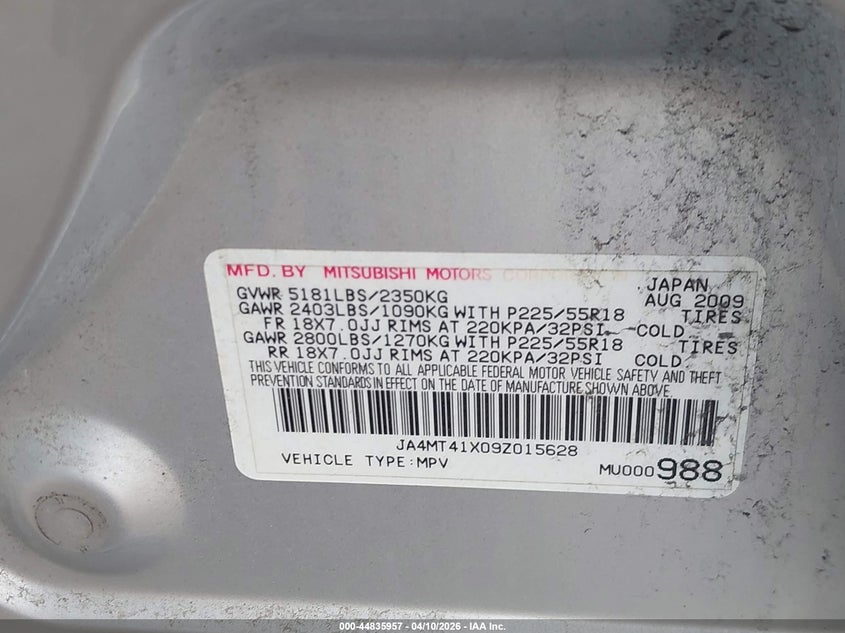 MFD. BY MITSUBISHI MOTORS CORPORATION
JAPAN
GVWR 5181LBS/2350KG AUG 2009
GAWR 2403LBS/1090KG WITH P225/55R18 TIRES
FR 18X7.0JJ RIMS AT 220KPA/32PSI COLD
GAWR 2800LBS/1270KG WITH P225/55R18 TIRES
RR 18X7.0JJ RIMS AT 220KPA/32PSI COLD
THIS VEHICLE CONFORMS TO ALL APPLICABLE FEDERAL MOTOR VEHICLE SAFETY AND THEFT
PREVENTION STANDARDS IN EFFECT ON THE DATE OF MANUFACTURE SHOWN ABOVE.
JA4MT41X09Z015628
VEHICLE TYPE:MPV MU000988
000-44835957 - 04/10/2026 - IAA Inc.